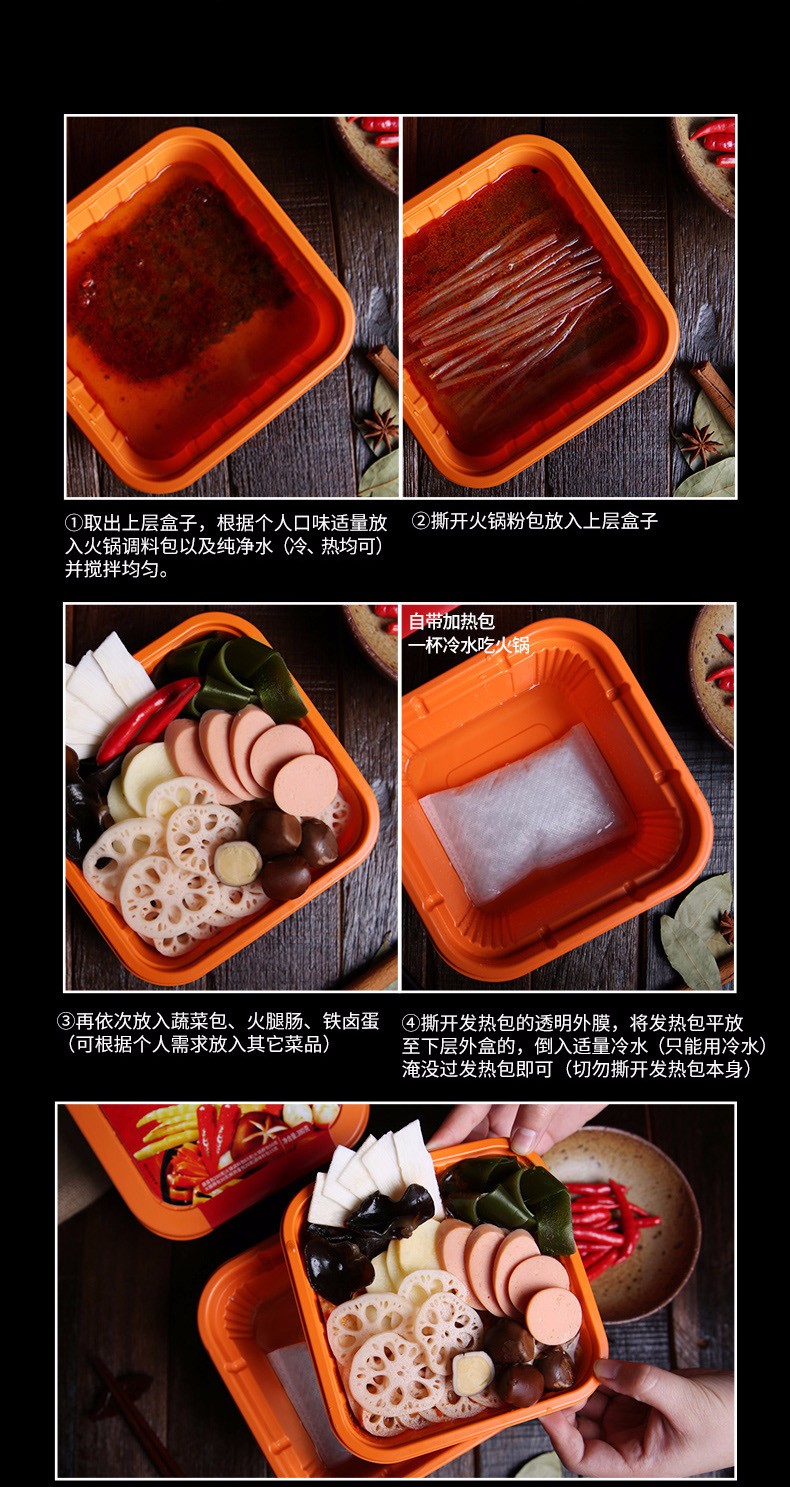 ①取出上层盒子，根据个人口味适量放
入火锅调料包以及纯净水（冷、热均可）
并搅拌均匀。
②撕开火锅粉包放入上层盒子
自带加热包
一杯冷水吃火锅
③再依次放入蔬菜包、火腿肠、铁卤蛋
（可根据个人需求放入其它菜品）
④撕开发热包的透明外膜，将发热包平放
至下层外盒的，倒入适量冷水（只能用冷水）
淹没过发热包即可（切勿撕开发热包本身）